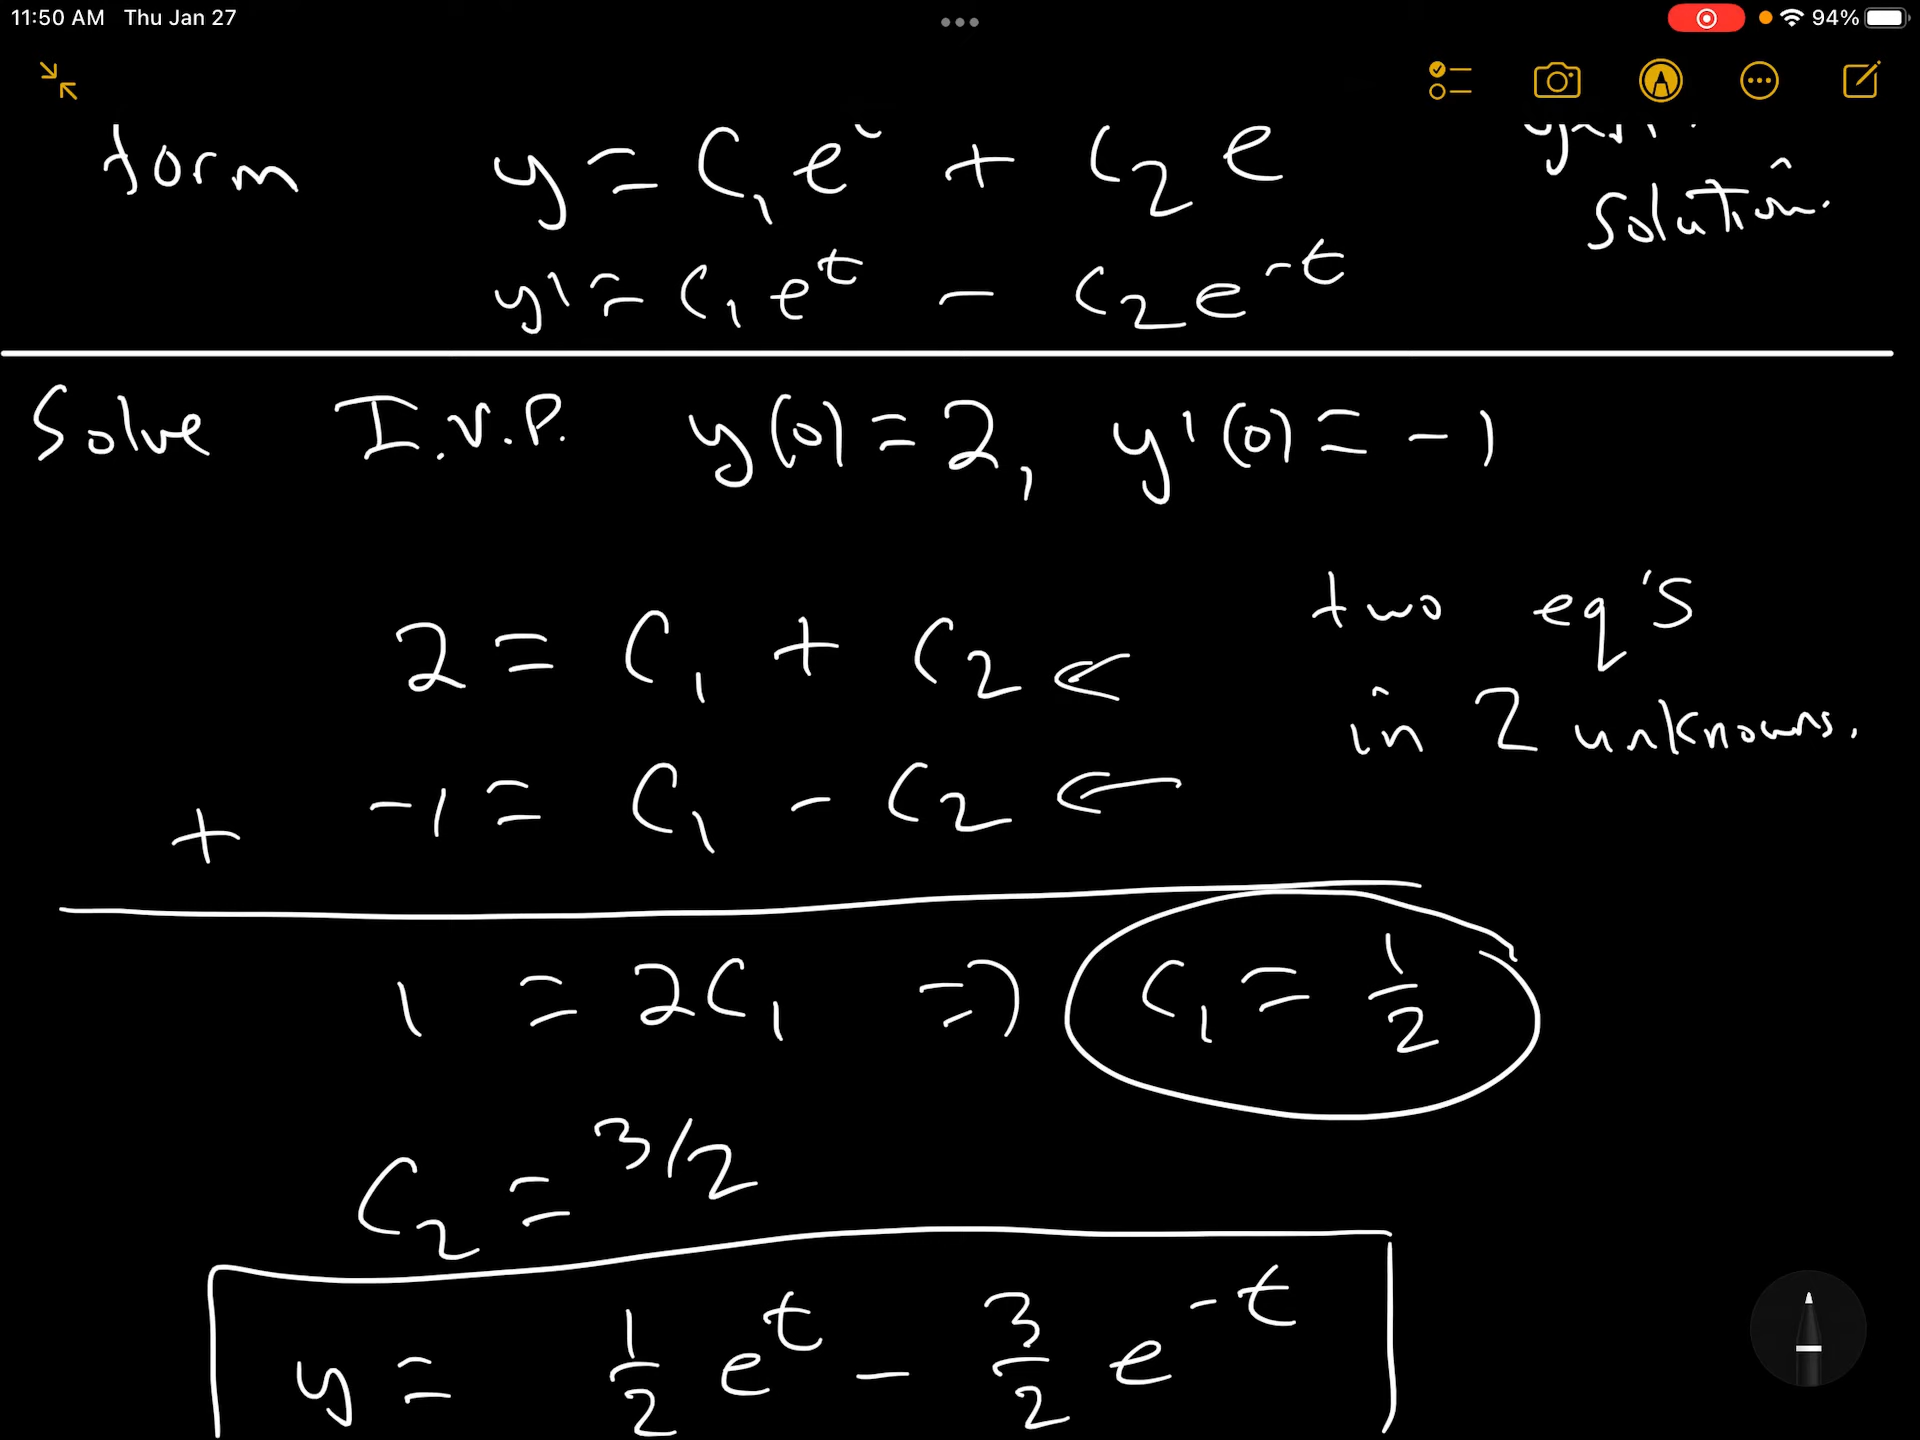 11:50 AM Thu Jan 27 94%
form y = C₁e + C₂e
solution.
y' = C₁e^t - C₂e^-t
Solve I.V.P. y(0) = 2, y'(0) = -1
2 = C₁ + C₂ ← two eq's
in 2 unknowns.
+ -1 = C₁ - C₂ ←
1 = 2C₁ => C₁ = 1/2
C₂ = 3/2
y = 1/2 e^t - 3/2 e^-t